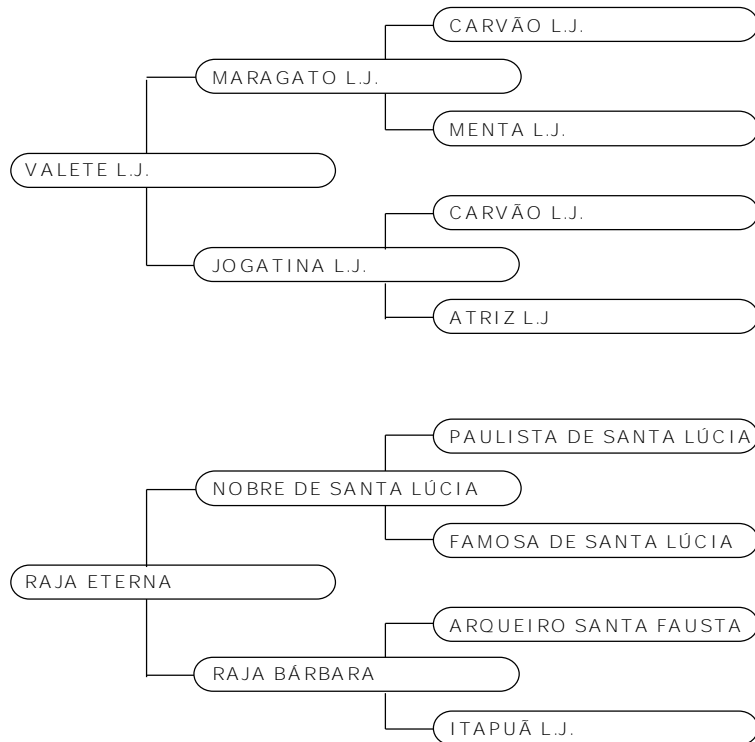 CARVÃO L.J.
MARAGATO L.J.
MENTA L.J.
VALETE L.J.
CARVÃO L.J.
JOGATINA L.J.
ATRIZ L.J
PAULISTA DE SANTA LÚCIA
NOBRE DE SANTA LÚCIA
FAMOSA DE SANTA LÚCIA
RAJA ETERNA
ARQUEIRO SANTA FAUSTA
RAJA BÁRBARA
ITAPUÃ L.J.